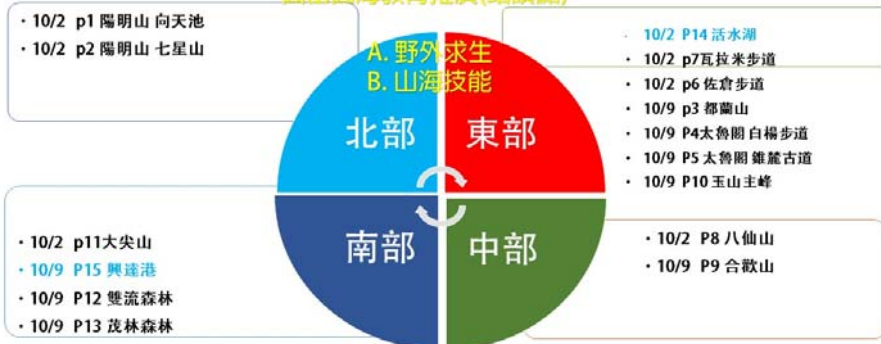 · 10/2 p1 陽明山 向天池
· 10/2 p2 陽明山 七星山
A. 野外求生
B. 山海技能
北部
東部
南部
中部
· 10/2 P14 活水湖
· 10/2 p7瓦拉米步道
· 10/2 p6 佐倉步道
· 10/9 p3 都蘭山
· 10/9 P4太魯閣 白楊步道
· 10/9 P5 太魯閣 錐麓古道
· 10/9 P10 玉山主峰
· 10/2 p11大尖山
· 10/9 P15 興達港
· 10/9 P12 雙流森林
· 10/9 P13 茂林森林
· 10/2 P8 八仙山
· 10/9 P9 合歡山